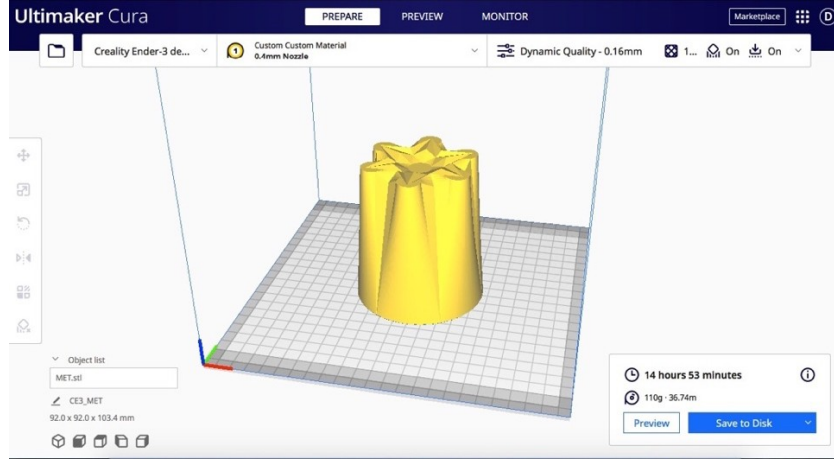 Ultimaker Cura
PREPARE PREVIEW MONITOR
Marketplace
D
Creality Ender-3 de...
1
Custom Custom Material
0.4mm Nozzle
Dynamic Quality - 0.16mm
1... On On
Object list
MET.stl
CE3_MET
92.0 x 92.0 x 103.4 mm
14 hours 53 minutes
110g · 36.74m
Preview Save to Disk